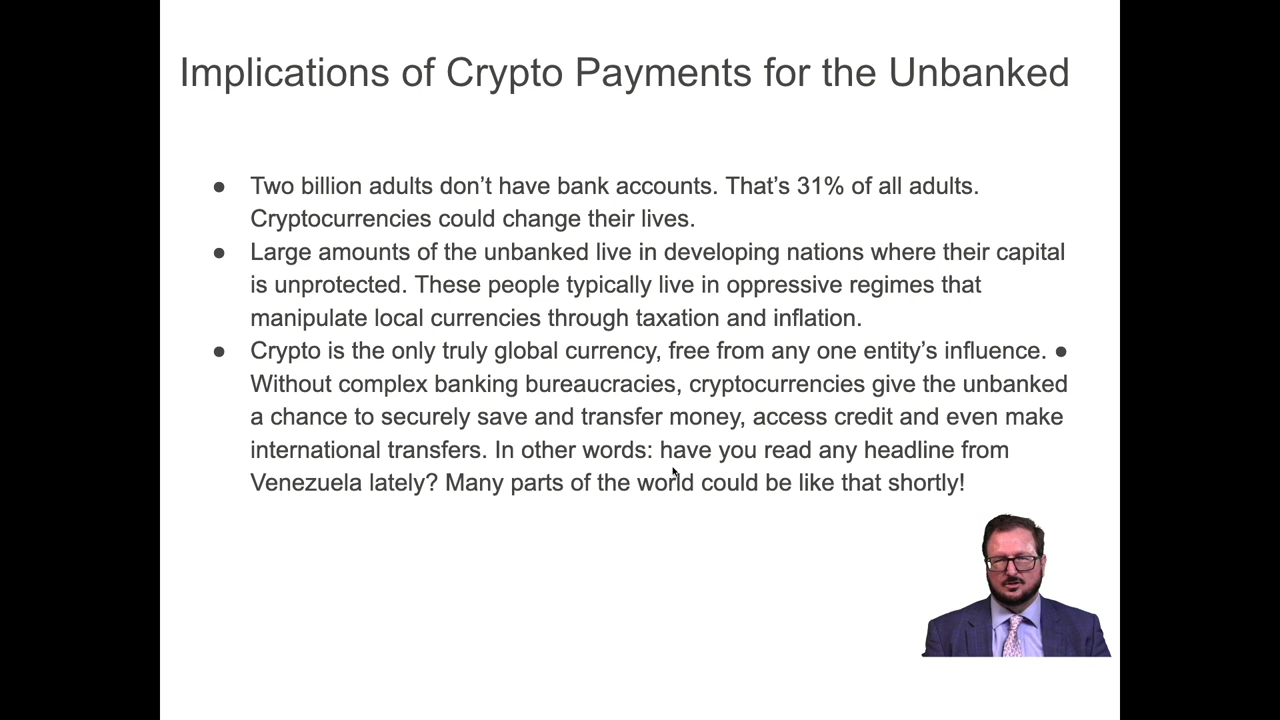 Implications of Crypto Payments for the Unbanked
● Two billion adults don’t have bank accounts. That’s 31% of all adults.
Cryptocurrencies could change their lives.
● Large amounts of the unbanked live in developing nations where their capital
is unprotected. These people typically live in oppressive regimes that
manipulate local currencies through taxation and inflation.
● Crypto is the only truly global currency, free from any one entity’s influence. ●
Without complex banking bureaucracies, cryptocurrencies give the unbanked
a chance to securely save and transfer money, access credit and even make
international transfers. In other words: have you read any headline from
Venezuela lately? Many parts of the world could be like that shortly!